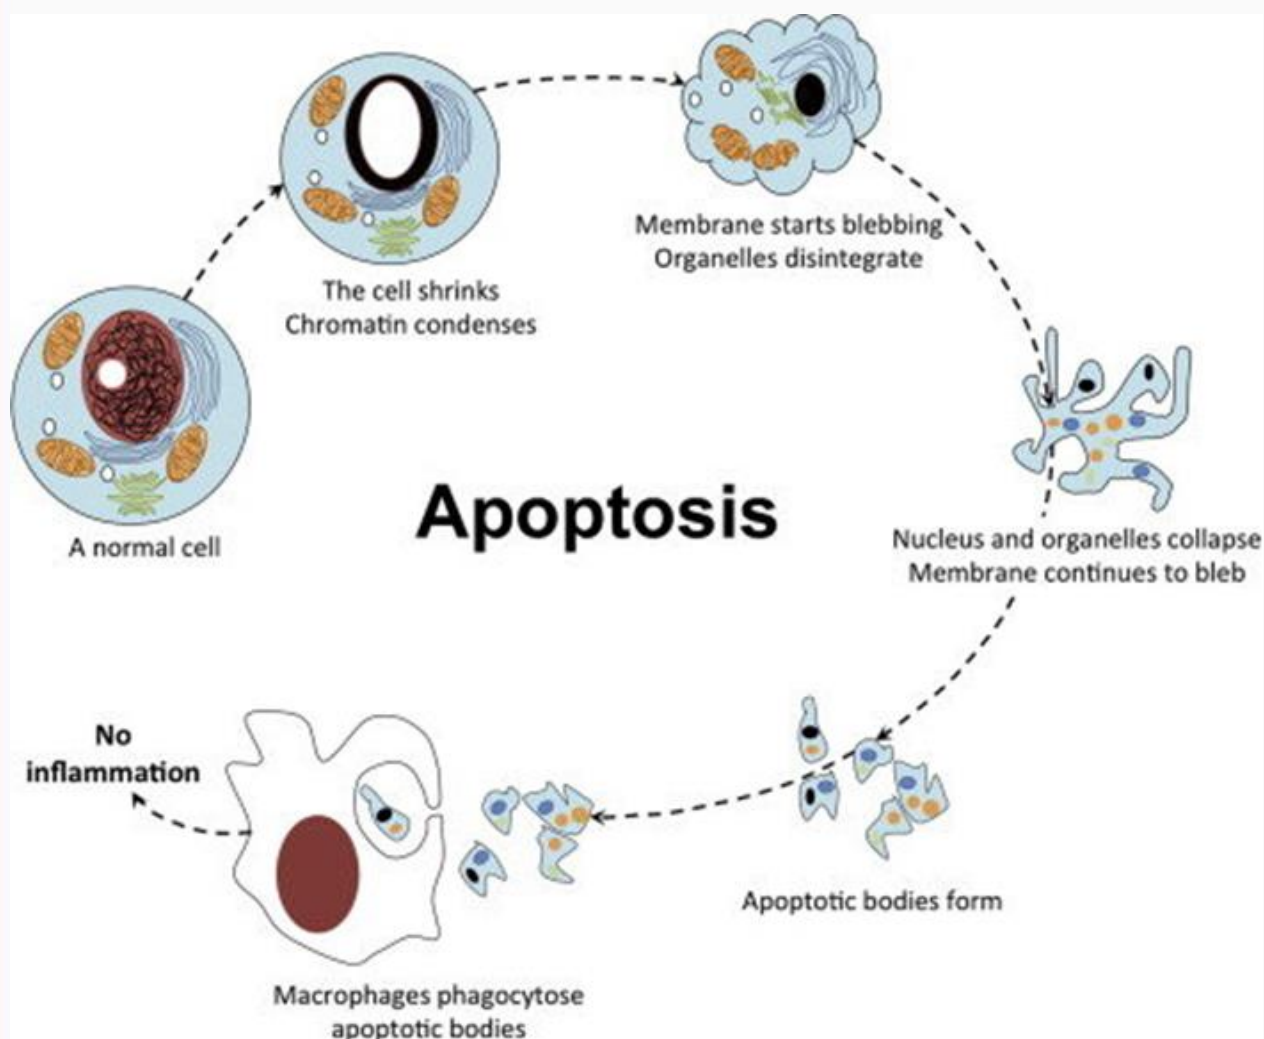 A normal cell
The cell shrinks
Chromatin condenses
Membrane starts blebbing
Organelles disintegrate
Apoptosis
Nucleus and organelles collapse
Membrane continues to bleb
Apoptotic bodies form
Macrophages phagocytose
apoptotic bodies
No
inflammation